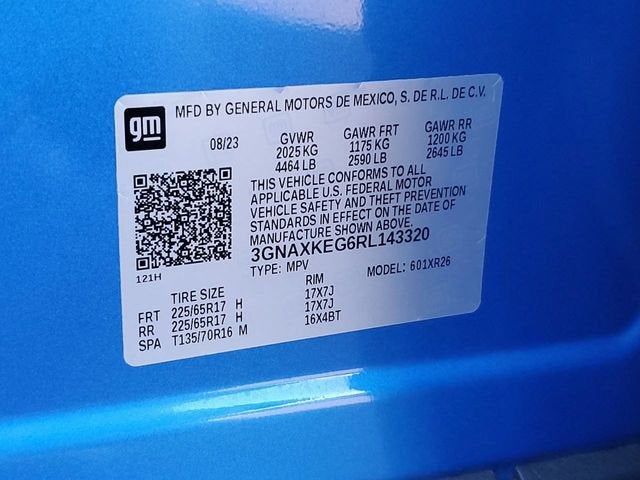 gm
MFD BY GENERAL MOTORS DE MEXICO, S. DE R.L. DE C.V.
08/23 GVWR GAWR FRT GAWR RR
2025 KG 1175 KG 1200 KG
4464 LB 2590 LB 2645 LB
THIS VEHICLE CONFORMS TO ALL
APPLICABLE U.S. FEDERAL MOTOR
VEHICLE SAFETY AND THEFT PREVENTION
STANDARDS IN EFFECT ON THE DATE OF
MANUFACTURE SHOWN ABOVE.
3GNAXKEG6RL143320
121H
TYPE: MPV MODEL: 601XR26
TIRE SIZE RIM
FRT 225/65R17 H 17X7J
RR 225/65R17 H 17X7J
SPA T135/70R16 M 16X4BT